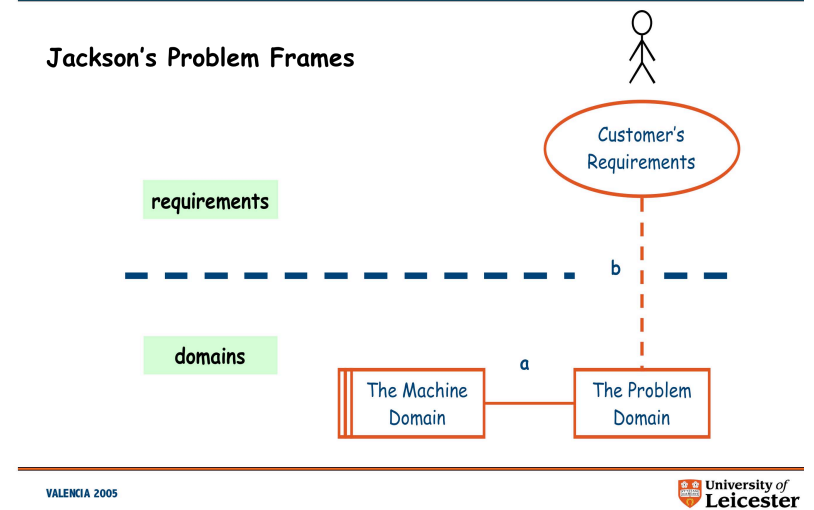 Jackson's Problem Frames
Customer's
Requirements
requirements
b
domains
a
The Machine
Domain
The Problem
Domain
VALENCIA 2005
University of
Leicester